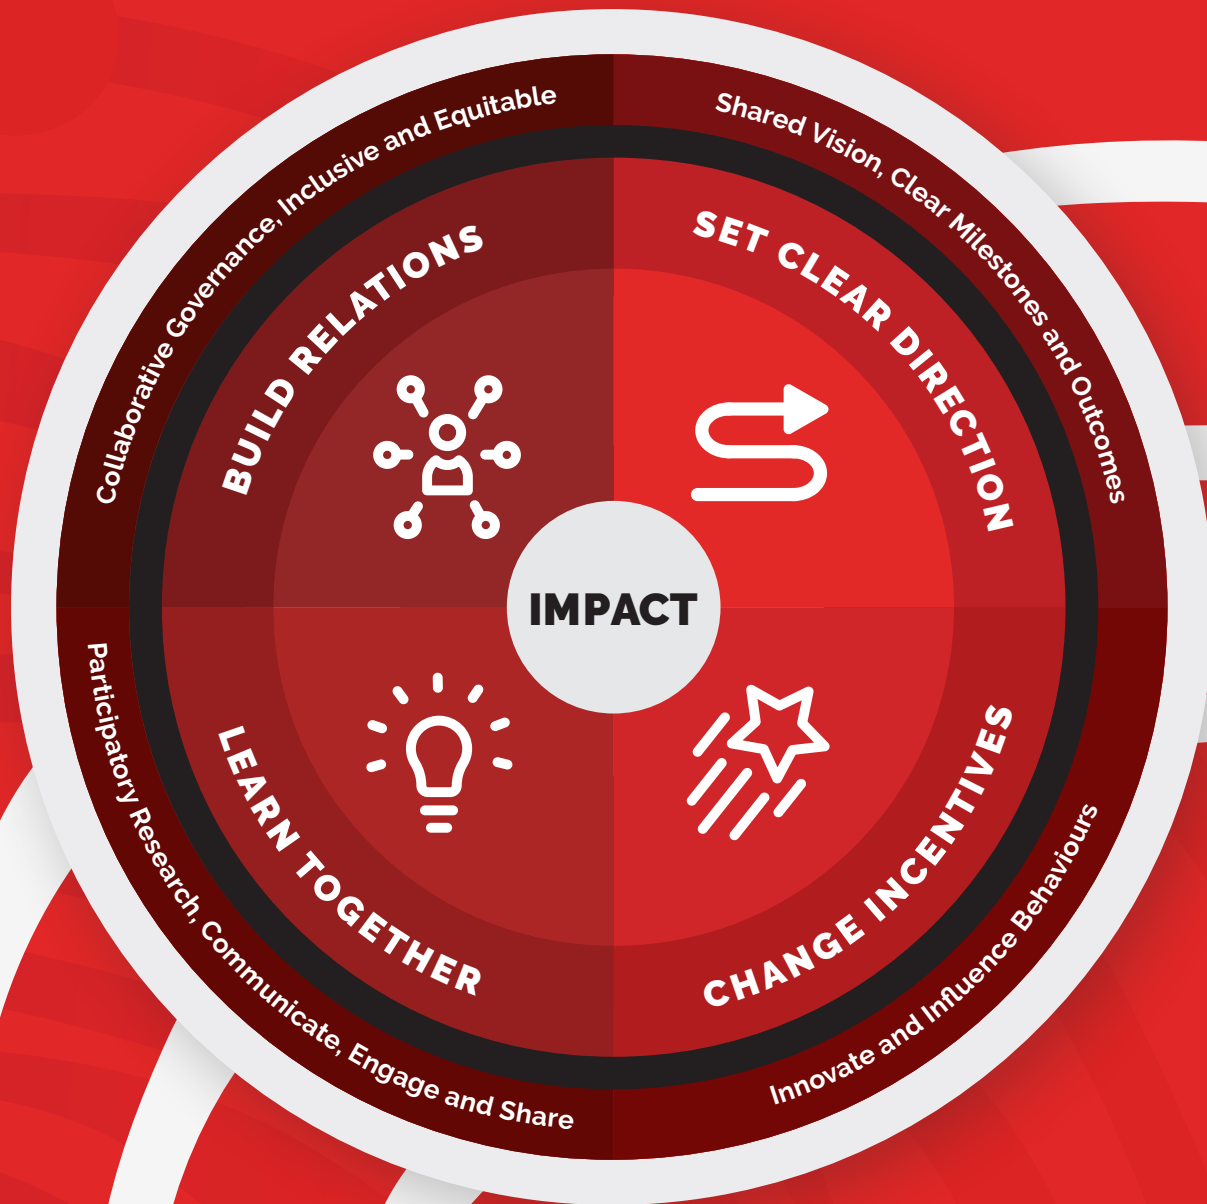 Collaborative Governance, Inclusive and Equitable
Shared Vision, Clear Milestones and Outcomes
BUILD RELATIONS
SET CLEAR DIRECTION
IMPACT
LEARN TOGETHER
CHANGE INCENTIVES
Participatory Research, Communicate, Engage and Share
Innovate and Influence Behaviours